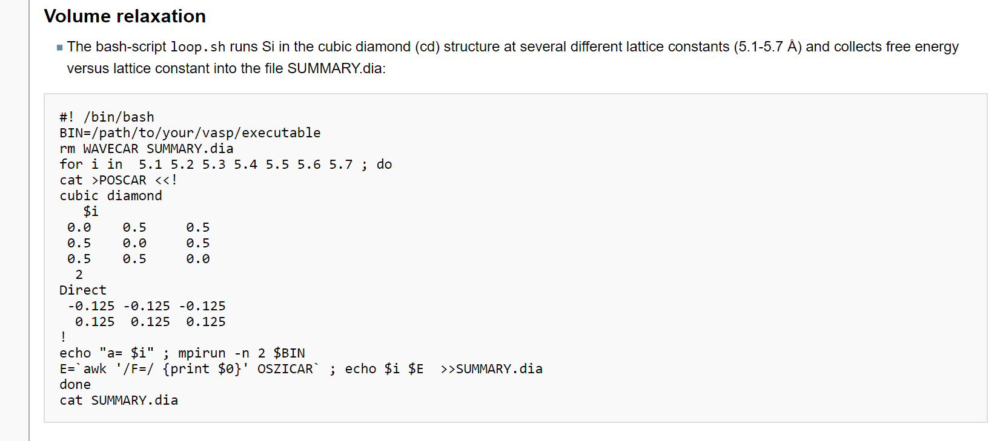 Volume relaxation
The bash-script loop.sh runs Si in the cubic diamond (cd) structure at several different lattice constants (5.1-5.7 Å) and collects free energy
versus lattice constant into the file SUMMARY.dia:
#! /bin/bash
BIN=/path/to/your/vasp/executable
rm WAVECAR SUMMARY.dia
for i in  5.1 5.2 5.3 5.4 5.5 5.6 5.7 ; do
cat >POSCAR <<!
cubic diamond
   $i
 0.0    0.5     0.5
 0.5    0.0     0.5
 0.5    0.5     0.0
  2
Direct
 -0.125 -0.125 -0.125
  0.125  0.125  0.125
!
echo "a= $i" ; mpirun -n 2 $BIN
E=`awk '/F=/ {print $0}' OSZICAR` ; echo $i $E  >>SUMMARY.dia
done
cat SUMMARY.dia